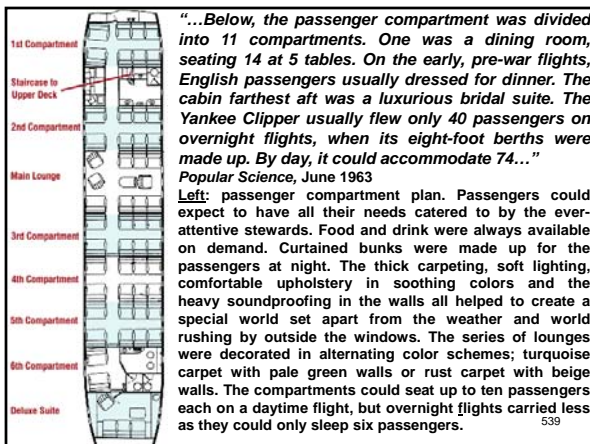 1st Compartment
Staircase to
Upper Deck
2nd Compartment
Main Lounge
3rd Compartment
4th Compartment
5th Compartment
6th Compartment
Deluxe Suite
“…Below, the passenger compartment was divided
into 11 compartments. One was a dining room,
seating 14 at 5 tables. On the early, pre-war flights,
English passengers usually dressed for dinner. The
cabin farthest aft was a luxurious bridal suite. The
Yankee Clipper usually flew only 40 passengers on
overnight flights, when its eight-foot berths were
made up. By day, it could accommodate 74…”
Popular Science, June 1963
Left: passenger compartment plan. Passengers could
expect to have all their needs catered to by the ever-
attentive stewards. Food and drink were always available
on demand. Curtained bunks were made up for the
passengers at night. The thick carpeting, soft lighting,
comfortable upholstery in soothing colors and the
heavy soundproofing in the walls all helped to create a
special world set apart from the weather and world
rushing by outside the windows. The series of lounges
were decorated in alternating color schemes; turquoise
carpet with pale green walls or rust carpet with beige
walls. The compartments could seat up to ten passengers
each on a daytime flight, but overnight flights carried less
as they could only sleep six passengers.
539